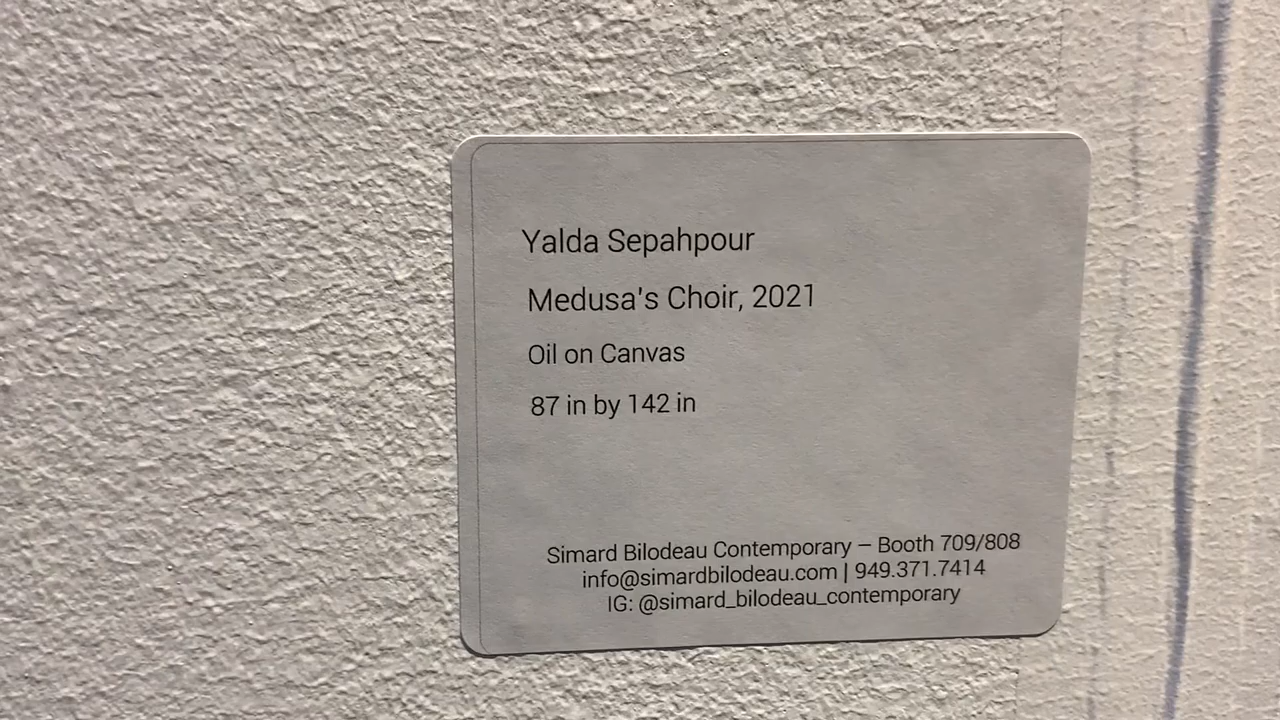 Yalda Sepahpour
Medusa's Choir, 2021
Oil on Canvas
87 in by 142 in
Simard Bilodeau Contemporary – Booth 709/808
info@simardbilodeau.com | 949.371.7414
IG: @simard_bilodeau_contemporary